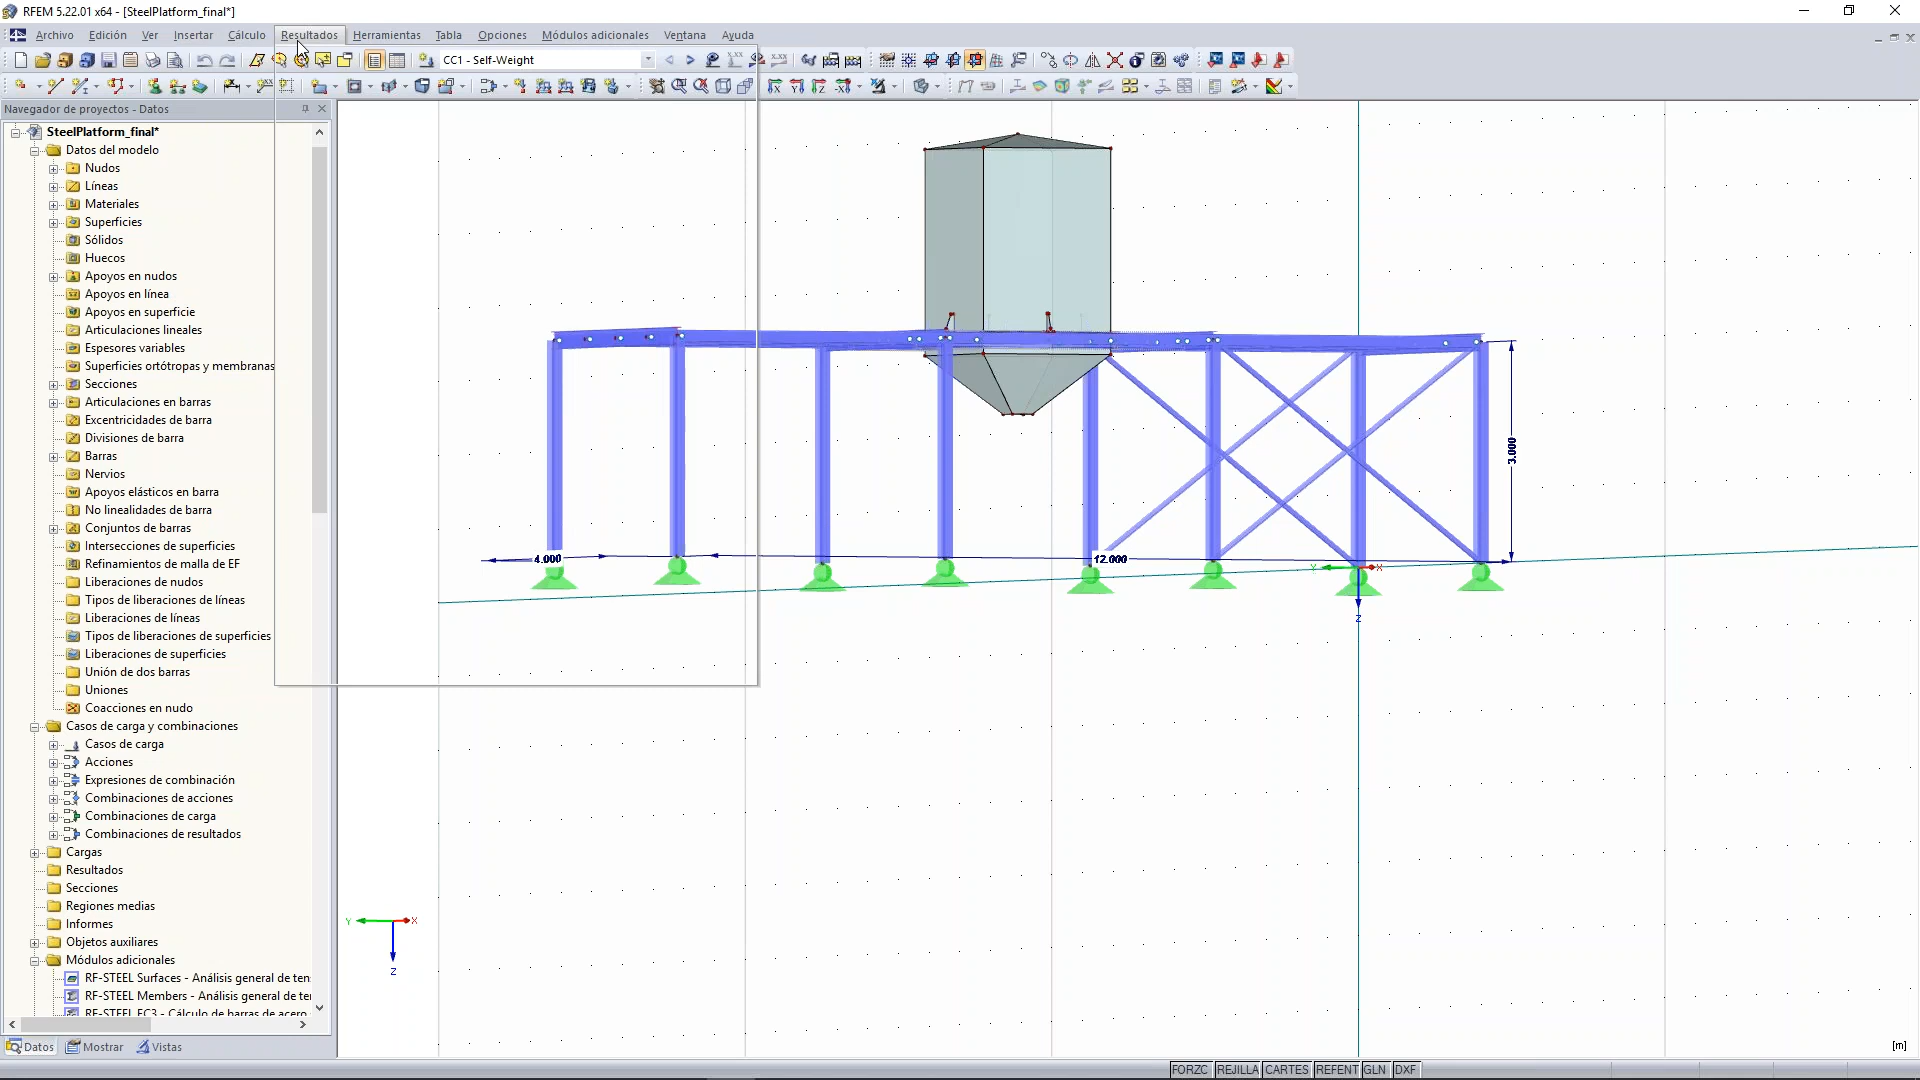 RFEM 5.22.01 x64 - [SteelPlatform_final*]
Archivo Edición Ver Insertar Cálculo Resultados Herramientas Tabla Opciones Módulos adicionales Ventana Ayuda
CC1 - Self-Weight
Navegador de proyectos - Datos
SteelPlatform_final*
Datos del modelo
Nudos
Líneas
Materiales
Superficies
Sólidos
Huecos
Apoyos en nudos
Apoyos en línea
Apoyos en superficie
Articulaciones lineales
Espesores variables
Superficies ortótropas y membranas
Secciones
Articulaciones en barras
Excentricidades de barra
Divisiones de barra
Barras
Nervios
Apoyos elásticos en barra
No linealidades de barra
Conjuntos de barras
Intersecciones de superficies
Refinamientos de malla de EF
Liberaciones de nudos
Tipos de liberaciones de líneas
Liberaciones de líneas
Tipos de liberaciones de superficies
Liberaciones de superficies
Unión de dos barras
Uniones
Coacciones en nudo
Casos de carga y combinaciones
Casos de carga
Acciones
Expresiones de combinación
Combinaciones de acciones
Combinaciones de carga
Combinaciones de resultados
Cargas
Resultados
Secciones
Regiones medias
Informes
Objetos auxiliares
Módulos adicionales
RF-STEEL Surfaces - Análisis general de ten
RF-STEEL Members - Análisis general de te
RF-STEEL EC3 - Cálculo de barras de acero
Datos Mostrar Vistas
3.000
4.000
12.000
Y X
Z
Y X
Z
[m]
FORZC REJILLA CARTES REFENT GLN DXF